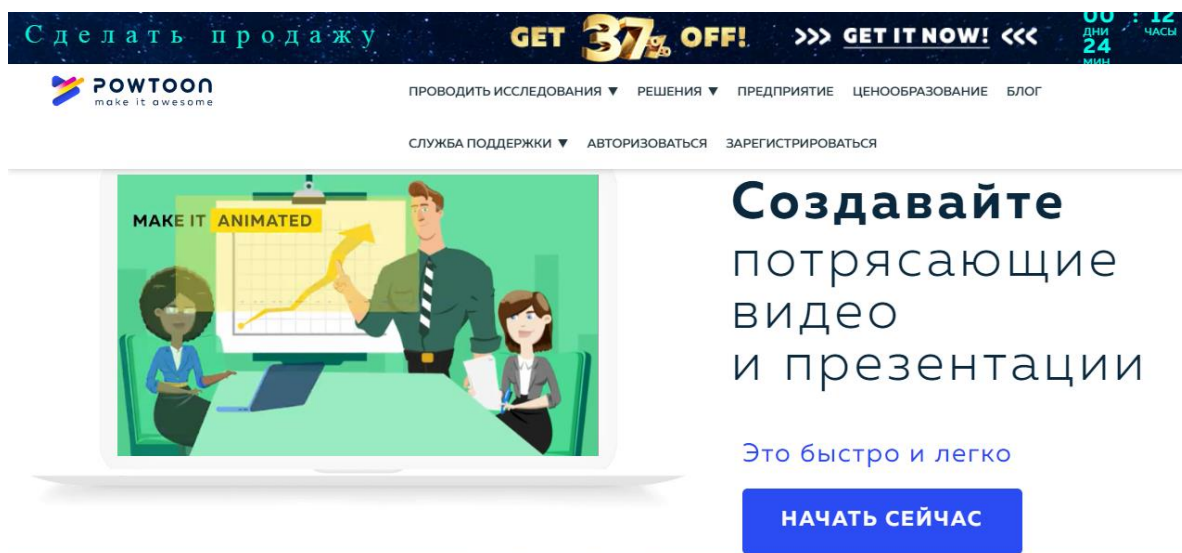 Сделать продажу
GET 37% OFF! >>> GET IT NOW! <<<
00 : 12
ДНИ ЧАСЫ
24
МИН
POWTOON
make it awesome
ПРОВОДИТЬ ИССЛЕДОВАНИЯ ▼ РЕШЕНИЯ ▼ ПРЕДПРИЯТИЕ ЦЕНООБРАЗОВАНИЕ БЛОГ
СЛУЖБА ПОДДЕРЖКИ ▼ АВТОРИЗОВАТЬСЯ ЗАРЕГИСТРИРОВАТЬСЯ
MAKE IT ANIMATED
Создавайте
потрясающие
видео
и презентации
Это быстро и легко
НАЧАТЬ СЕЙЧАС